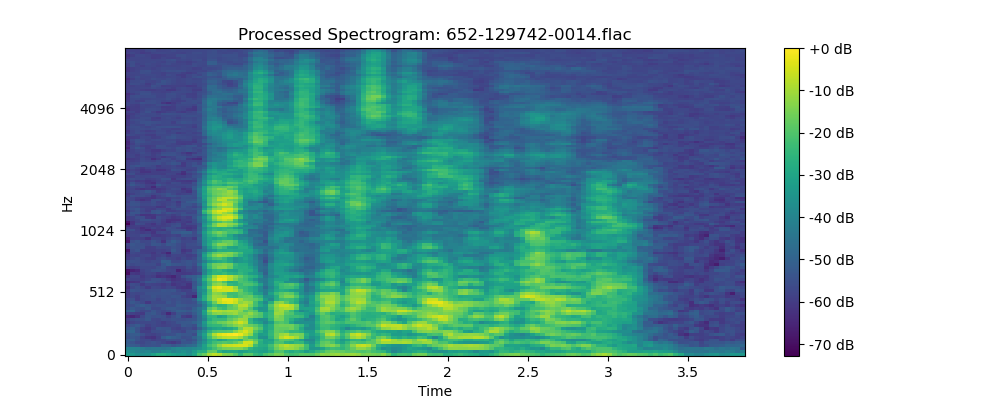 Processed Spectrogram: 652-129742-0014.flac
Hz
4096
2048
1024
512
0
0 0.5 1 1.5 2 2.5 3 3.5
Time
+0 dB
-10 dB
-20 dB
-30 dB
-40 dB
-50 dB
-60 dB
-70 dB